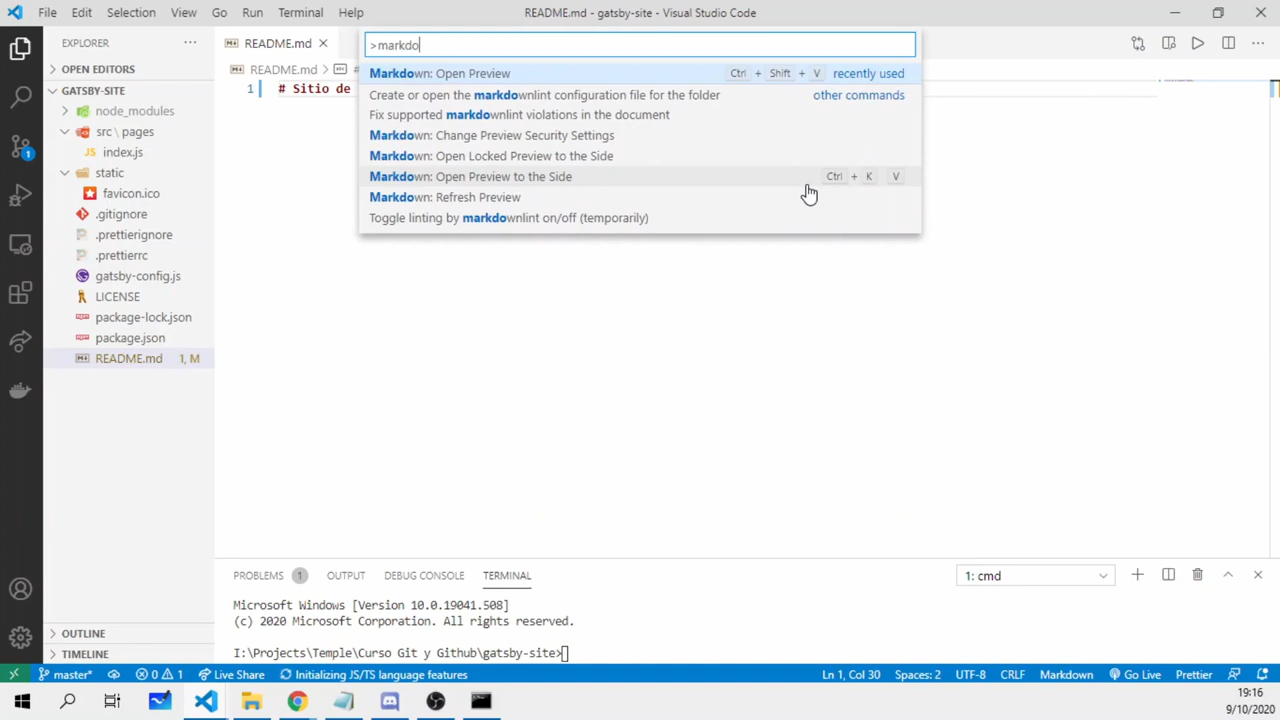 File Edit Selection View Go Run Terminal Help
README.md - gatsby-site - Visual Studio Code
EXPLORER
OPEN EDITORS
GATSBY-SITE
node_modules
src \ pages
index.js
static
favicon.ico
.gitignore
.prettierignore
.prettierrc
gatsby-config.js
LICENSE
package-lock.json
package.json
README.md 1, M
OUTLINE
TIMELINE
README.md
README.md
1 # Sitio de
>markdo
Markdown: Open Preview Ctrl + Shift + V recently used
Create or open the markdownlint configuration file for the folder other commands
Fix supported markdownlint violations in the document
Markdown: Change Preview Security Settings
Markdown: Open Locked Preview to the Side
Markdown: Open Preview to the Side Ctrl + K V
Markdown: Refresh Preview
Toggle linting by markdownlint on/off (temporarily)
PROBLEMS 1 OUTPUT DEBUG CONSOLE TERMINAL
1: cmd
Microsoft Windows [Version 10.0.19041.508]
(c) 2020 Microsoft Corporation. All rights reserved.
I:\Projects\Temple\Curso Git y Github\gatsby-site>
master* 0 1 Live Share Initializing JS/TS language features
Ln 1, Col 30 Spaces: 2 UTF-8 CRLF Markdown Go Live Prettier
19:16
9/10/2020